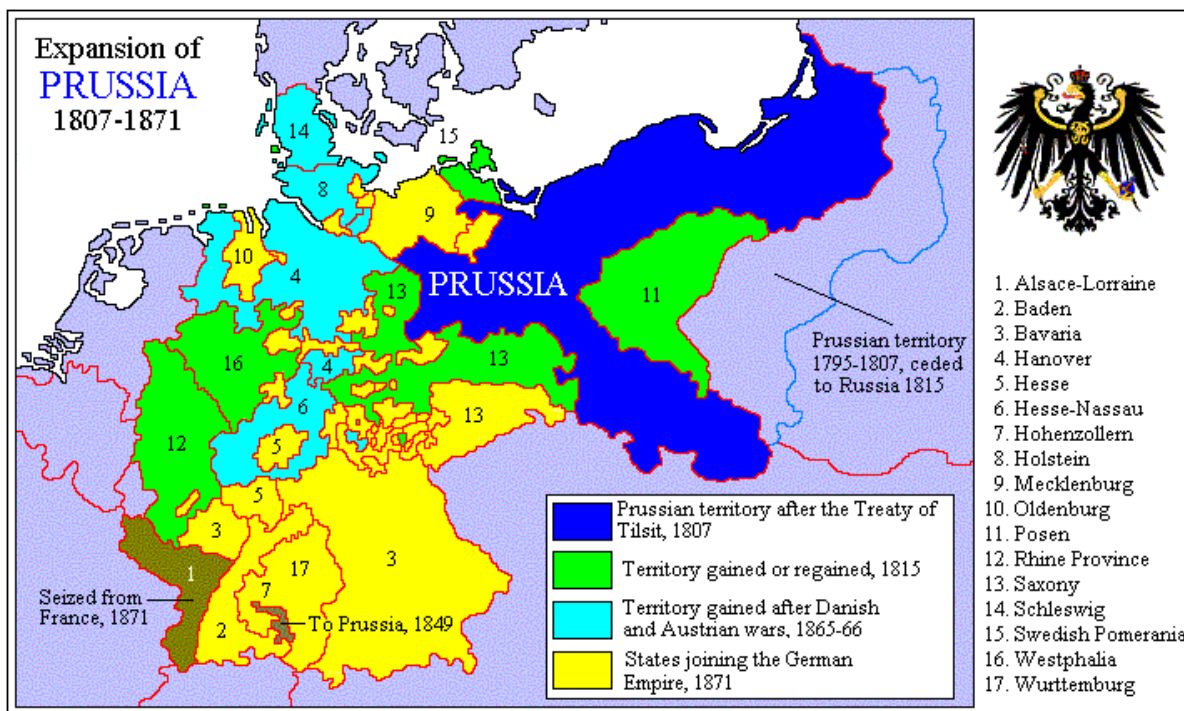 Expansion of
PRUSSIA
1807-1871
14
15
8
9
10
4
13
PRUSSIA
11
16
4
13
6
13
12
5
5
3
1
17
3
7
2
Prussian territory
1795-1807, ceded
to Russia 1815
Seized from
France, 1871
To Prussia, 1849
Prussian territory after the Treaty of
Tilsit, 1807
Territory gained or regained, 1815
Territory gained after Danish
and Austrian wars, 1865-66
States joining the German
Empire, 1871
1. Alsace-Lorraine
2. Baden
3. Bavaria
4. Hanover
5. Hesse
6. Hesse-Nassau
7. Hohenzollern
8. Holstein
9. Mecklenburg
10. Oldenburg
11. Posen
12. Rhine Province
13. Saxony
14. Schleswig
15. Swedish Pomerania
16. Westphalia
17. Wurttemburg